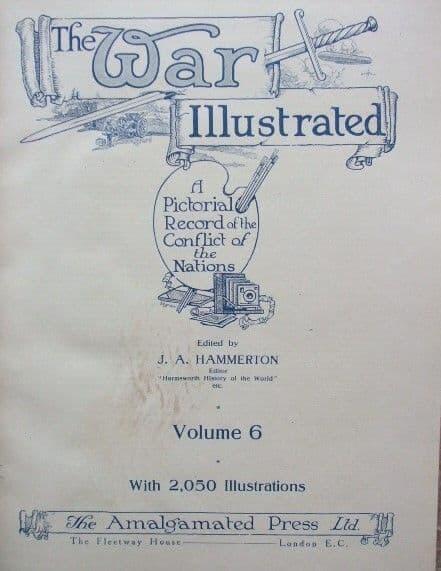 The War
Illustrated
A
Pictorial
Record of the
Conflict of
the
Nations
Edited by
J. A. HAMMERTON
Editor
"Harmsworth History of the World"
etc.
Volume 6
With 2,050 Illustrations
The Amalgamated Press Ltd.
The Fleetway House London E.C.